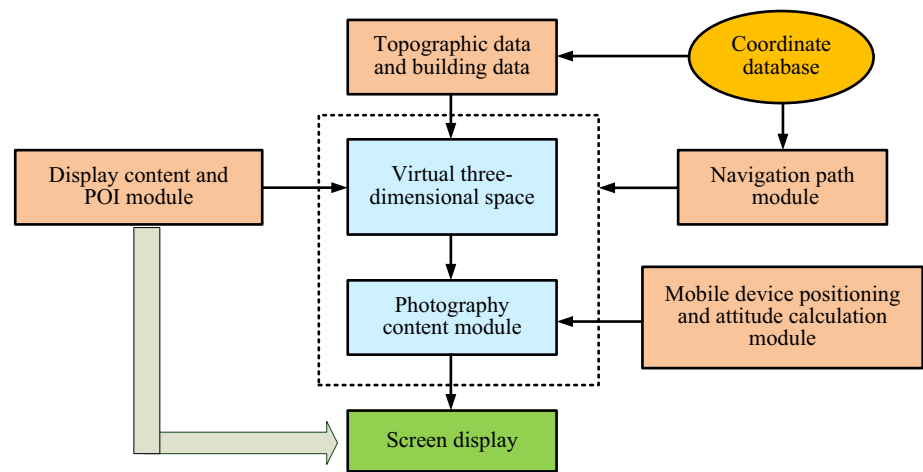 Topographic data
and building data
Coordinate
database
Display content and
POI module
Virtual three-
dimensional space
Navigation path
module
Photography
content module
Mobile device positioning
and attitude calculation
module
Screen display